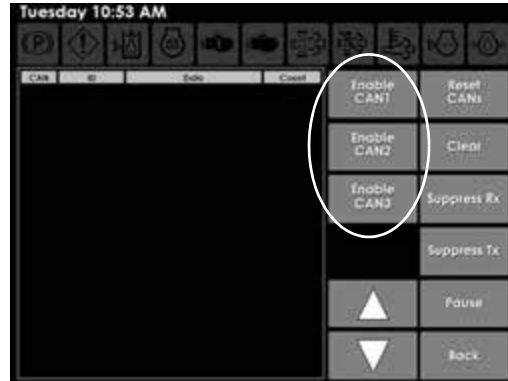 Tuesday 10:53 AM
CAN ID Data Count
Enable
CAN1
Reset
CANs
Enable
CAN2
Clear
Enable
CAN3
Suppress Rx
Suppress Tx
Pause
Back